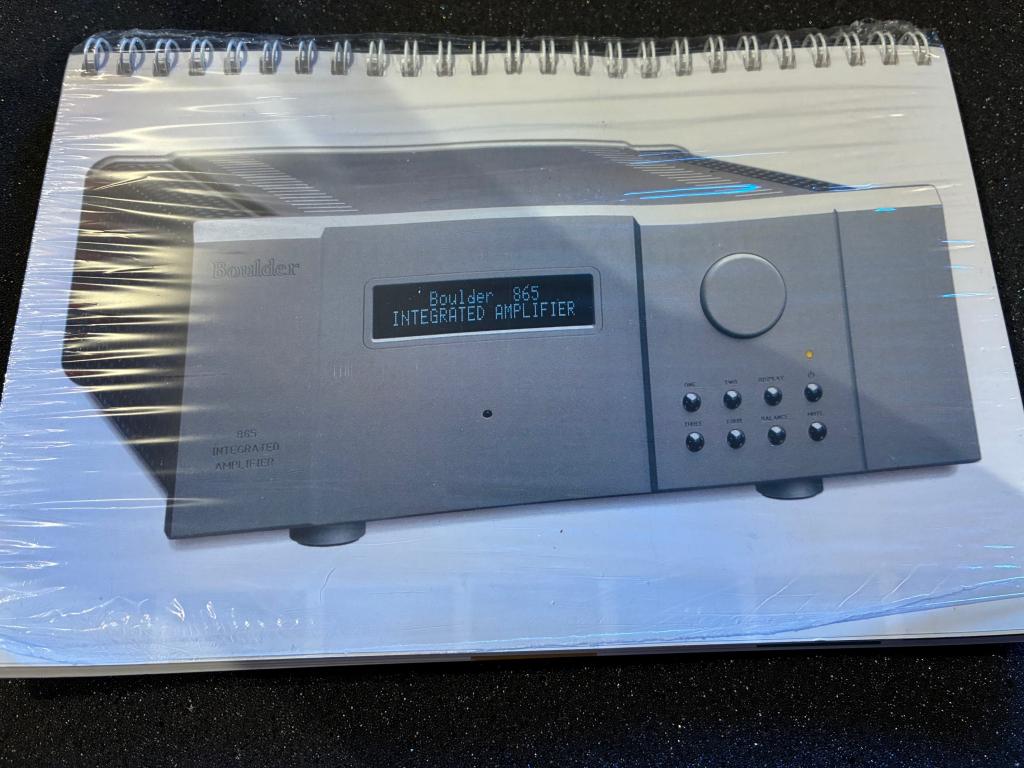 Boulder
Boulder 865
INTEGRATED AMPLIFIER
865
INTEGRATED
AMPLIFIER
ONE TWO DISPLAY
THREE FOUR BALANCE MUTE